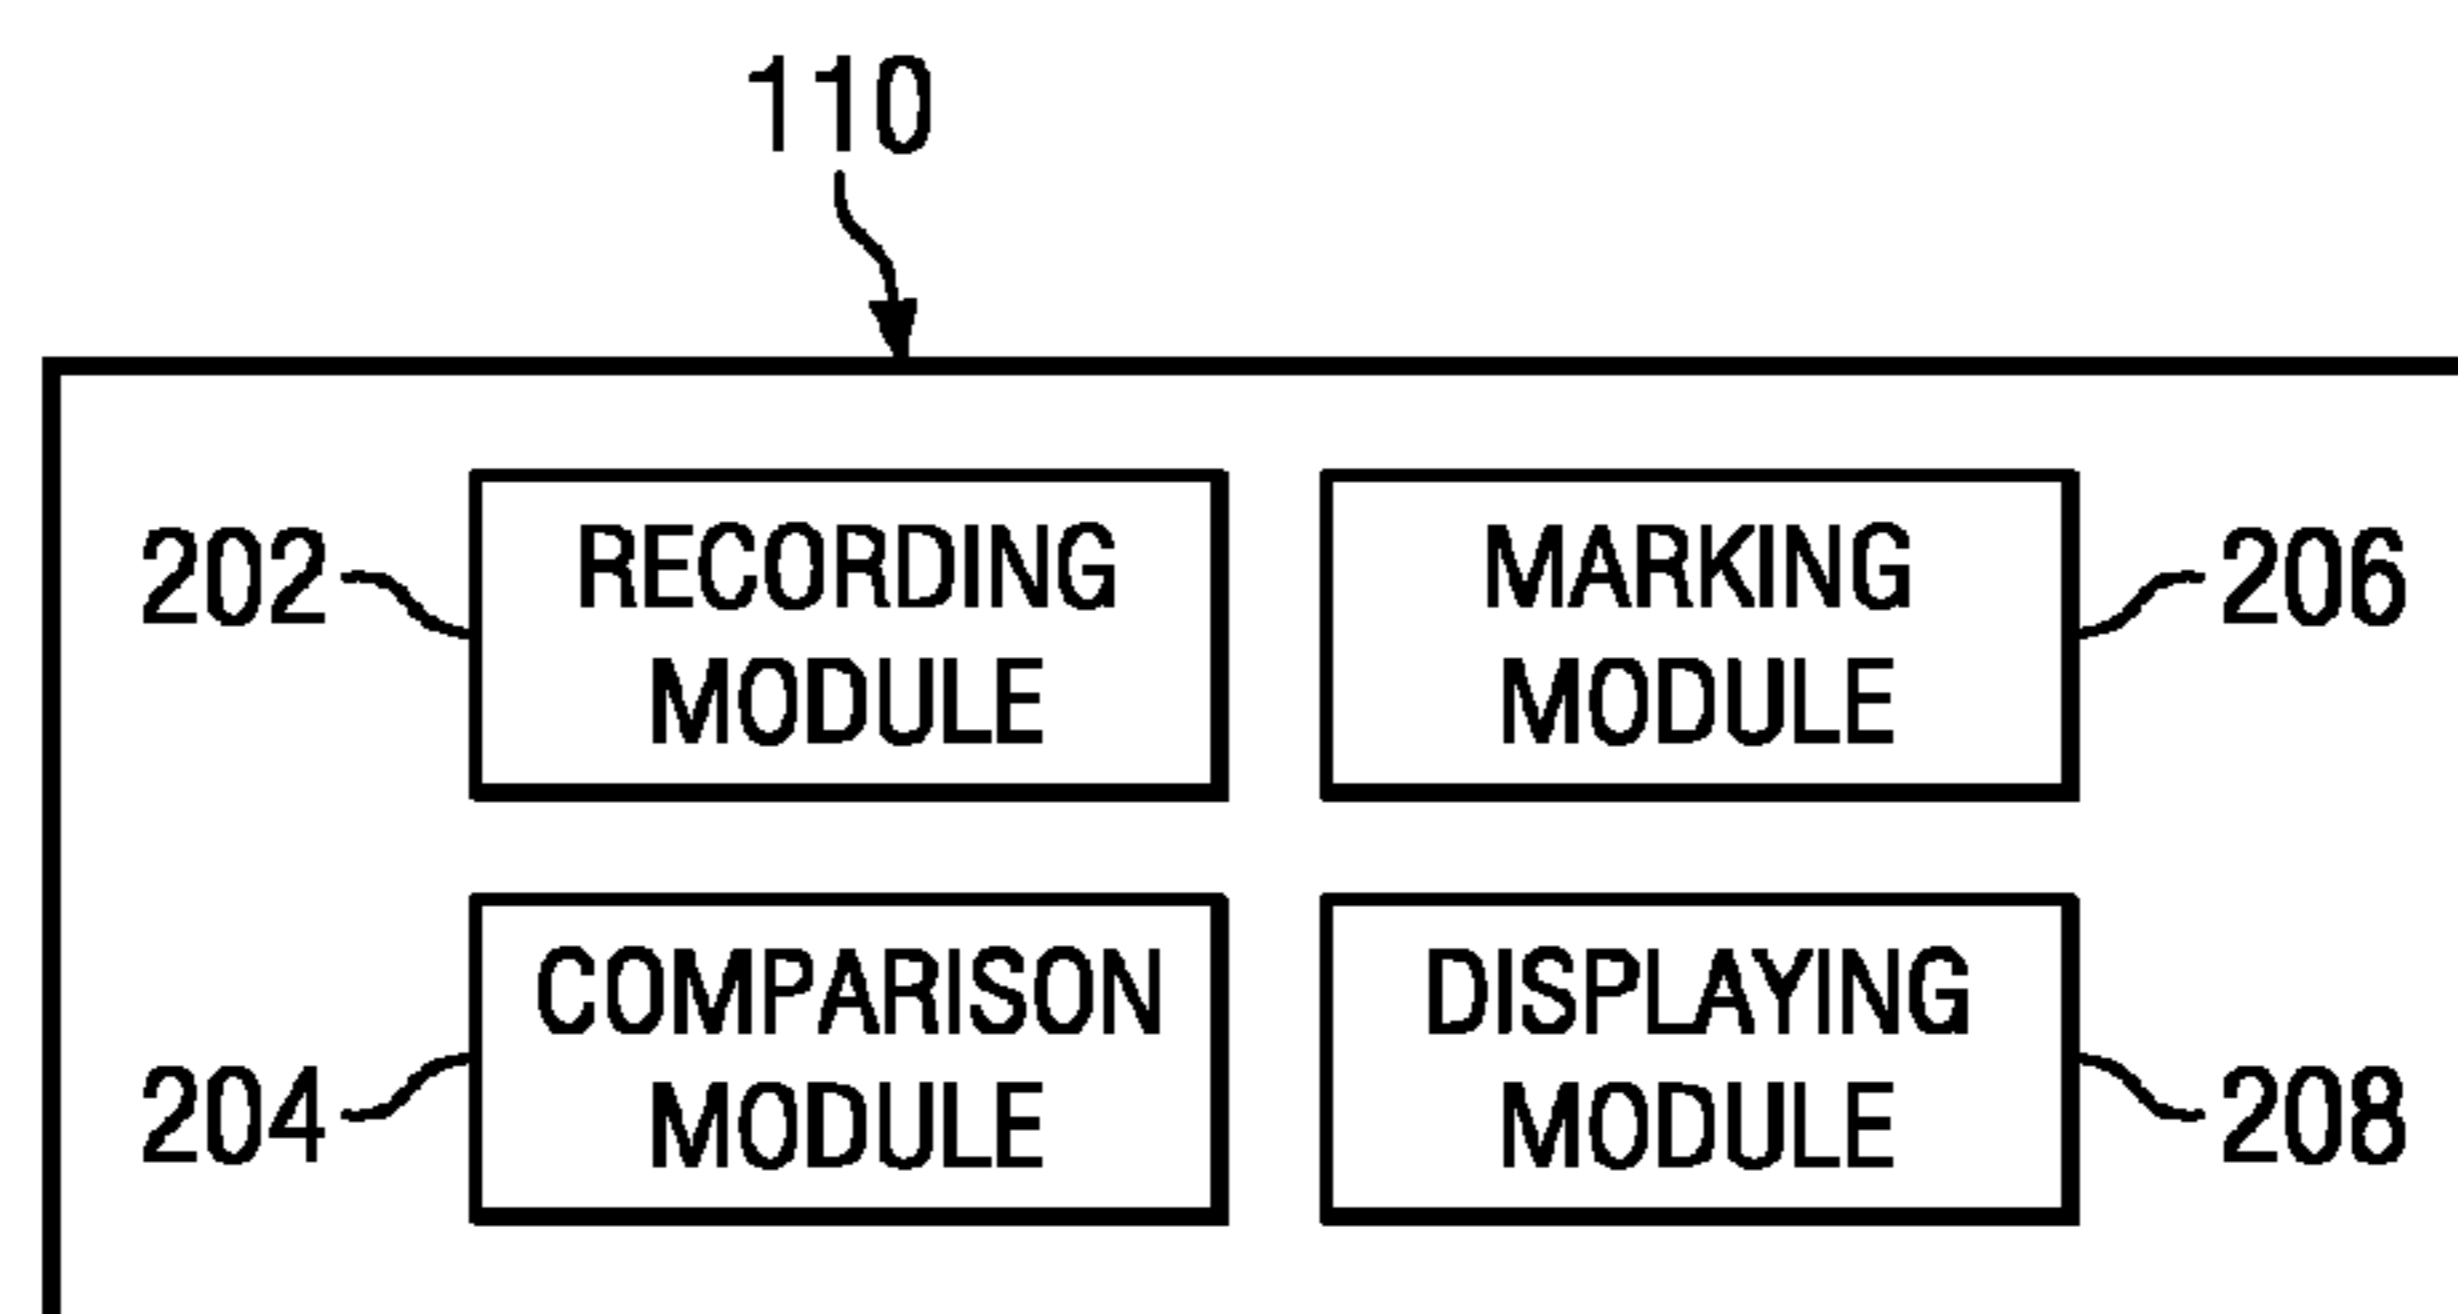 110
202
RECORDING
MODULE
MARKING
MODULE
206
204
COMPARISON
MODULE
DISPLAYING
MODULE
208